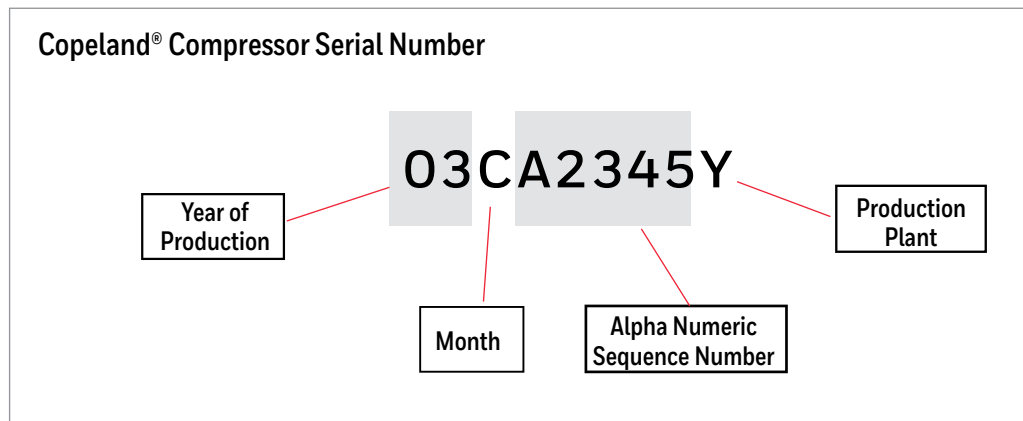 Copeland® Compressor Serial Number
03CA2345Y
Year of
Production
Production
Plant
Month
Alpha Numeric
Sequence Number